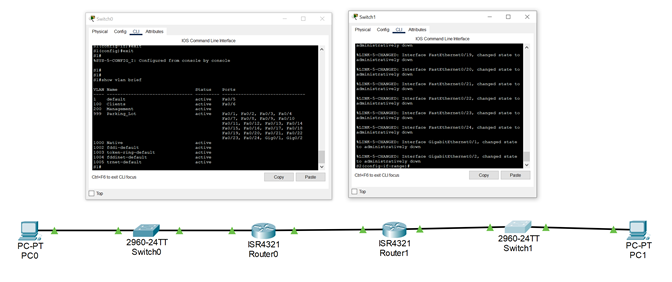 Switch0
Physical Config CLI Attributes
IOS Command Line Interface
S1(config)#exit
S1#
%SYS-5-CONFIG_I: Configured from console by console
S1#
S1#
S1#show vlan brief
VLAN Name Status Ports
1 default active Fa0/5
100 Clients active Fa0/6
200 Management active
999 Parking_Lot active Fa0/1, Fa0/2, Fa0/3, Fa0/4
Fa0/7, Fa0/8, Fa0/9, Fa0/10
Fa0/11, Fa0/12, Fa0/13, Fa0/14
Fa0/15, Fa0/16, Fa0/17, Fa0/18
Fa0/19, Fa0/20, Fa0/21, Fa0/22
Fa0/23, Fa0/24, Gig0/1, Gig0/2
1000 Native active
1002 fddi-default active
1003 token-ring-default active
1004 fddinet-default active
1005 trnet-default active
S1#
Ctrl+F6 to exit CLI focus
Copy
Paste
Top
Switch1
Physical Config CLI Attributes
IOS Command Line Interface
administratively down
%LINK-5-CHANGED: Interface FastEthernet0/19, changed state to
administratively down
%LINK-5-CHANGED: Interface FastEthernet0/20, changed state to
administratively down
%LINK-5-CHANGED: Interface FastEthernet0/21, changed state to
administratively down
%LINK-5-CHANGED: Interface FastEthernet0/22, changed state to
administratively down
%LINK-5-CHANGED: Interface FastEthernet0/23, changed state to
administratively down
%LINK-5-CHANGED: Interface FastEthernet0/24, changed state to
administratively down
%LINK-5-CHANGED: Interface GigabitEthernet0/1, changed state
to administratively down
%LINK-5-CHANGED: Interface GigabitEthernet0/2, changed state
to administratively down
S2(config-if-range)#
Ctrl+F6 to exit CLI focus
Copy
Paste
Top
PC-PT
PC0
2960-24TT
Switch0
ISR4321
Router0
ISR4321
Router1
2960-24TT
Switch1
PC-PT
PC1